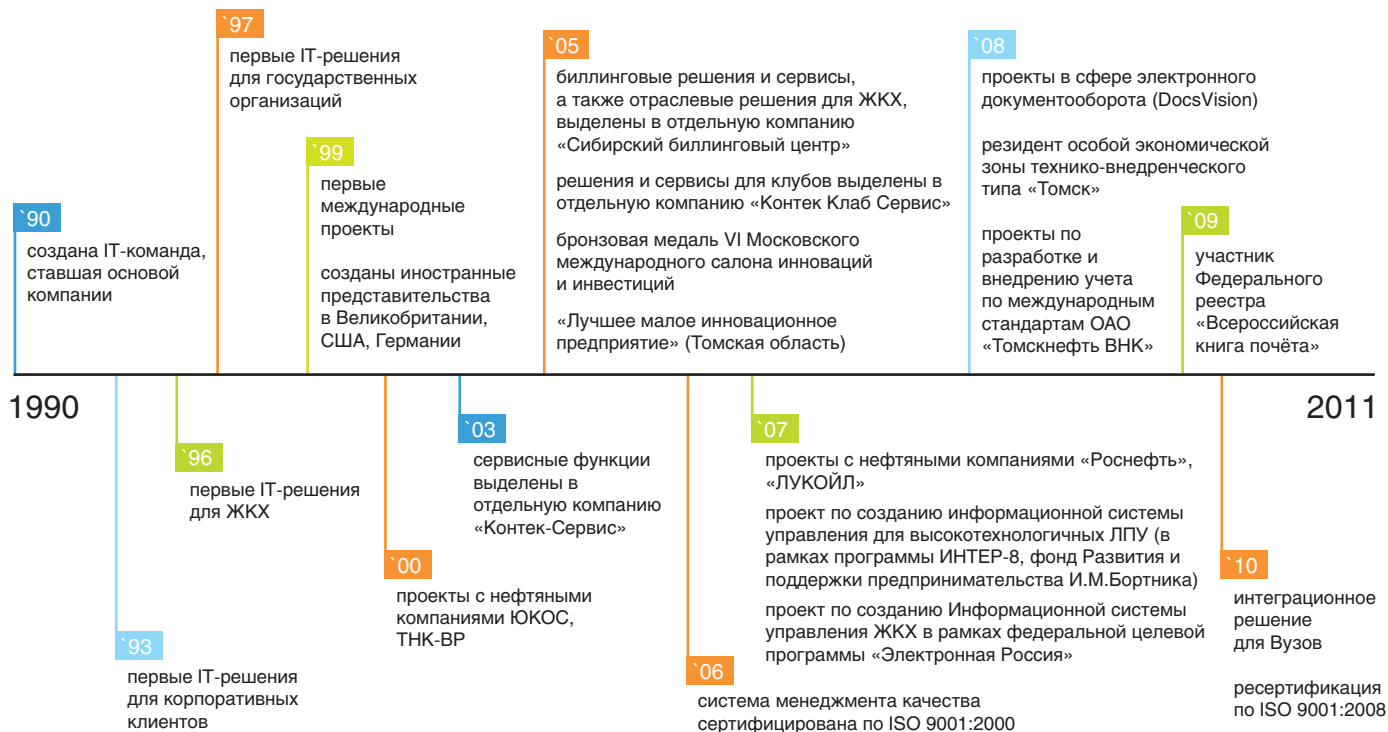 `97
первые IT-решения
для государственных
организаций
`05
биллинговые решения и сервисы,
а также отраслевые решения для ЖКХ,
выделены в отдельную компанию
«Сибирский биллинговый центр»
решения и сервисы для клубов выделены в
отдельную компанию «Контек Клаб Сервис»
бронзовая медаль VI Московского
международного салона инноваций
и инвестиций
«Лучшее малое инновационное
предприятие» (Томская область)
`08
проекты в сфере электронного
документооборота (DocsVision)
резидент особой экономической
зоны технико-внедренческого
типа «Томск»
проекты по
разработке и
внедрению учета
по международным
стандартам ОАО
«Томскнефть ВНК»
`99
первые
международные
проекты
созданы иностранные
представительства
в Великобритании,
США, Германии
`90
создана IT-команда,
ставшая основой
компании
`09
участник
Федерального
реестра
«Всероссийская
книга почёта»
1990
2011
`03
сервисные функции
выделены в
отдельную компанию
«Контек-Сервис»
`07
проекты с нефтяными компаниями «Роснефть»,
«ЛУКОЙЛ»
проект по созданию информационной системы
управления для высокотехнологичных ЛПУ (в
рамках программы ИНТЕР-8, фонд Развития и
поддержки предпринимательства И.М.Бортника)
проект по созданию Информационной системы
управления ЖКХ в рамках федеральной целевой
программы «Электронная Россия»
`96
первые IT-решения
для ЖКХ
`00
проекты с нефтяными
компаниями ЮКОС,
ТНК-ВР
`10
интеграционное
решение
для Вузов
ресертификация
по ISO 9001:2008
`93
первые IT-решения
для корпоративных
клиентов
`06
система менеджмента качества
сертифицирована по ISO 9001:2000